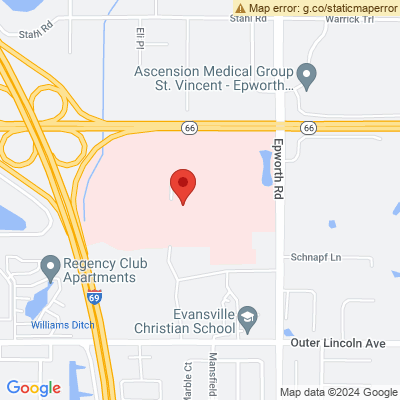 Map error: g.co/staticmaperror
Stahl Rd
Stahl Rd
Eli Pl
Warrick Trl
Ascension Medical Group
St. Vincent - Epworth...
66
66
Epworth Rd
Schnapf Ln
Regency Club
Apartments
69
Williams Ditch
Evansville
Christian School
Outer Lincoln Ave
Marble Ct
Mansfield
Google
Map data ©2024 Google